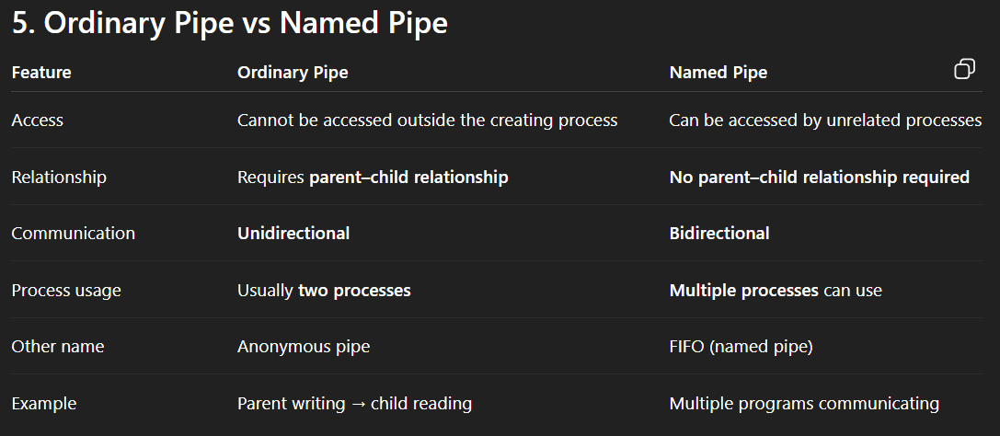 5. Ordinary Pipe vs Named Pipe
Feature Ordinary Pipe Named Pipe
Access Cannot be accessed outside the creating process Can be accessed by unrelated processes
Relationship Requires parent–child relationship No parent–child relationship required
Communication Unidirectional Bidirectional
Process usage Usually two processes Multiple processes can use
Other name Anonymous pipe FIFO (named pipe)
Example Parent writing → child reading Multiple programs communicating